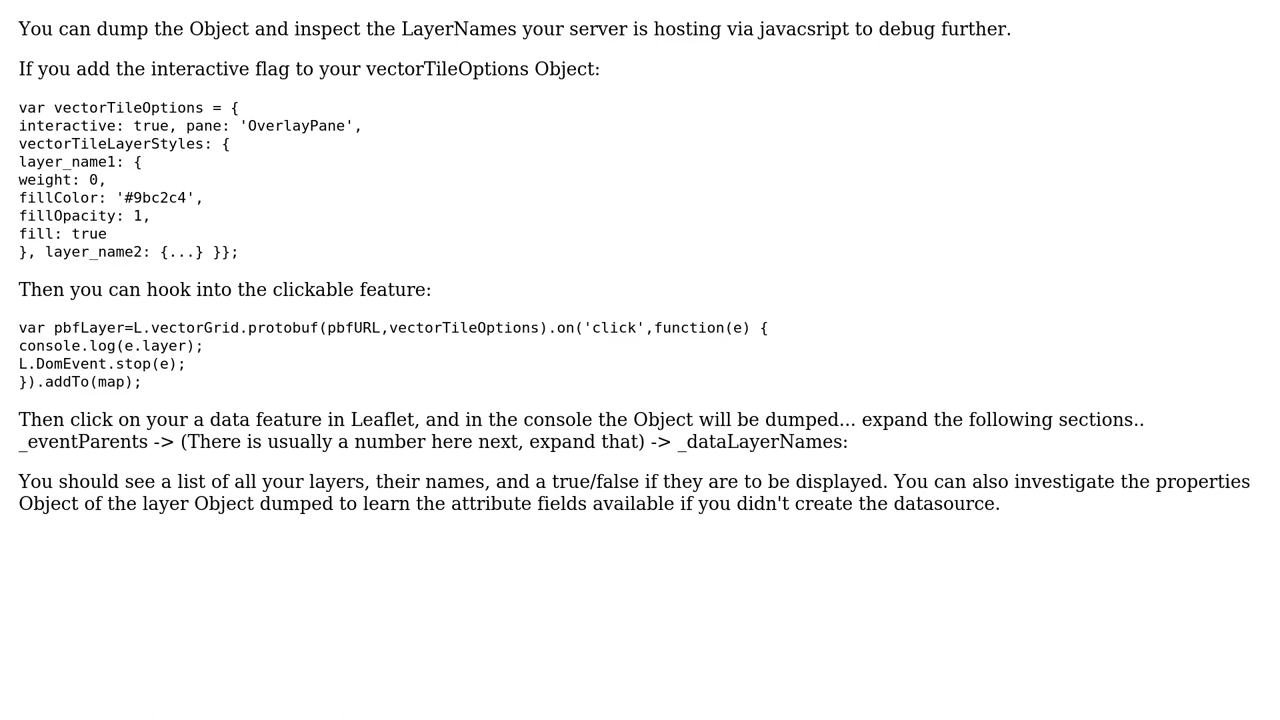 You can dump the Object and inspect the LayerNames your server is hosting via javacsript to debug further.
If you add the interactive flag to your vectorTileOptions Object:
var vectorTileOptions = {
interactive: true, pane: 'OverlayPane',
vectorTileLayerStyles: {
layer_name1: {
weight: 0,
fillColor: '#9bc2c4',
fillOpacity: 1,
fill: true
}, layer_name2: {...} }};
Then you can hook into the clickable feature:
var pbfLayer=L.vectorGrid.protobuf(pbfURL,vectorTileOptions).on('click',function(e) {
console.log(e.layer);
L.DomEvent.stop(e);
}).addTo(map);
Then click on your a data feature in Leaflet, and in the console the Object will be dumped... expand the following sections..
_eventParents -> (There is usually a number here next, expand that) -> _dataLayerNames:
You should see a list of all your layers, their names, and a true/false if they are to be displayed. You can also investigate the properties
Object of the layer Object dumped to learn the attribute fields available if you didn't create the datasource.